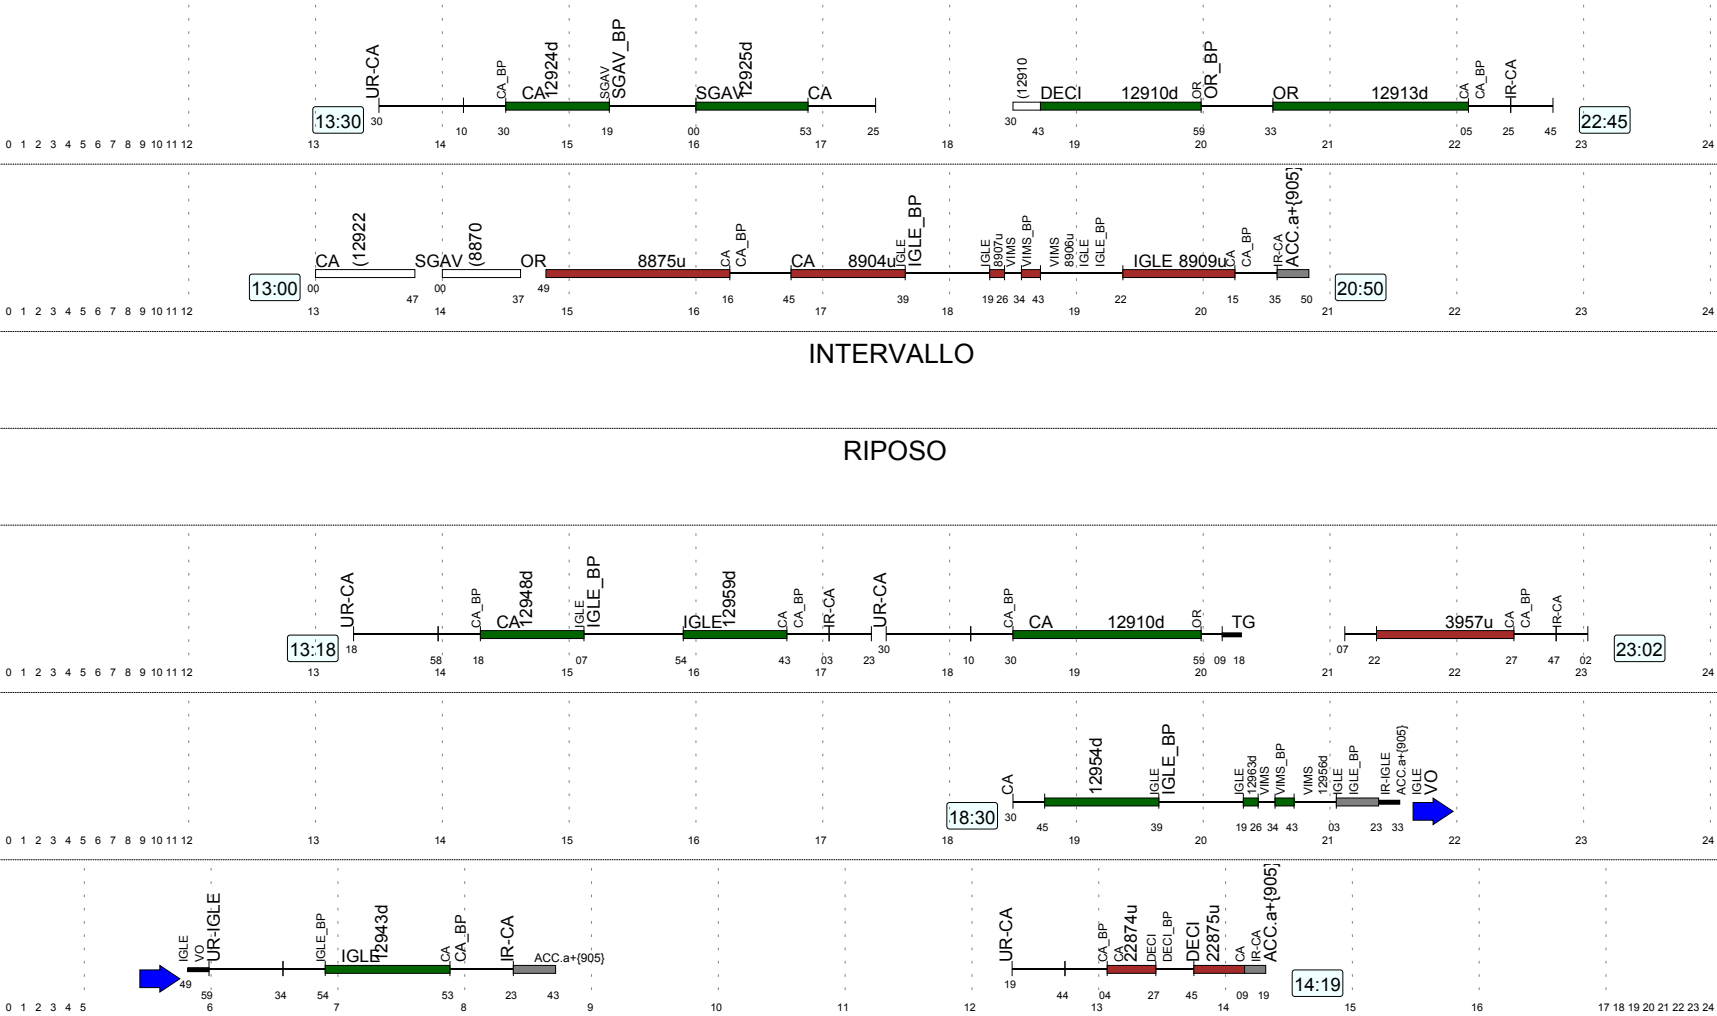 UR-CA CA_BP CA 12924d SGAV SGAV_BP SGAV 12925d CA (12910 DECI 12910d OR OR_BP OR 12913d CA CA_BP IR-CA
13:30 30 10 30 19 00 53 25 30 43 59 33 05 25 45 22:45
0 1 2 3 4 5 6 7 8 9 10 11 12 13 14 15 16 17 18 19 20 21 22 23 24
CA (12922 SGAV (8870 OR 8875u CA CA_BP CA 8904u IGLE IGLE_BP IGLE 8907u VIMS VIMS_BP VIMS 8906u IGLE IGLE_BP IGLE 8909u CA CA_BP IR-CA ACC.a+{905}
13:00 00 47 00 37 49 16 45 39 19 26 34 43 22 15 35 50 20:50
0 1 2 3 4 5 6 7 8 9 10 11 12 13 14 15 16 17 18 19 20 21 22 23 24
INTERVALLO
RIPOSO
UR-CA CA_BP CA 12948d IGLE IGLE_BP IGLE 12959d CA CA_BP IR-CA UR-CA CA_BP CA 12910d OR TG 3957u CA CA_BP IR-CA
13:18 18 58 18 07 54 43 03 23 30 10 30 59 09 18 07 22 27 47 02 23:02
0 1 2 3 4 5 6 7 8 9 10 11 12 13 14 15 16 17 18 19 20 21 22 23 24
CA 12954d IGLE IGLE_BP IGLE 12963d VIMS VIMS_BP VIMS 12956d IGLE IGLE_BP IR-IGLE ACC.a+{905} IGLE VO
18:30 30 45 39 19 26 34 43 03 23 33
0 1 2 3 4 5 6 7 8 9 10 11 12 13 14 15 16 17 18 19 20 21 22 23 24
IGLE VO UR-IGLE IGLE_BP IGLE 12943d CA CA_BP IR-CA ACC.a+{905} UR-CA CA_BP CA 22874u DECI DECI_BP DECI 22875u CA IR-CA ACC.a+{905}
49 59 34 54 53 23 43 19 44 04 27 45 09 19 14:19
0 1 2 3 4 5 6 7 8 9 10 11 12 13 14 15 16 17 18 19 20 21 22 23 24